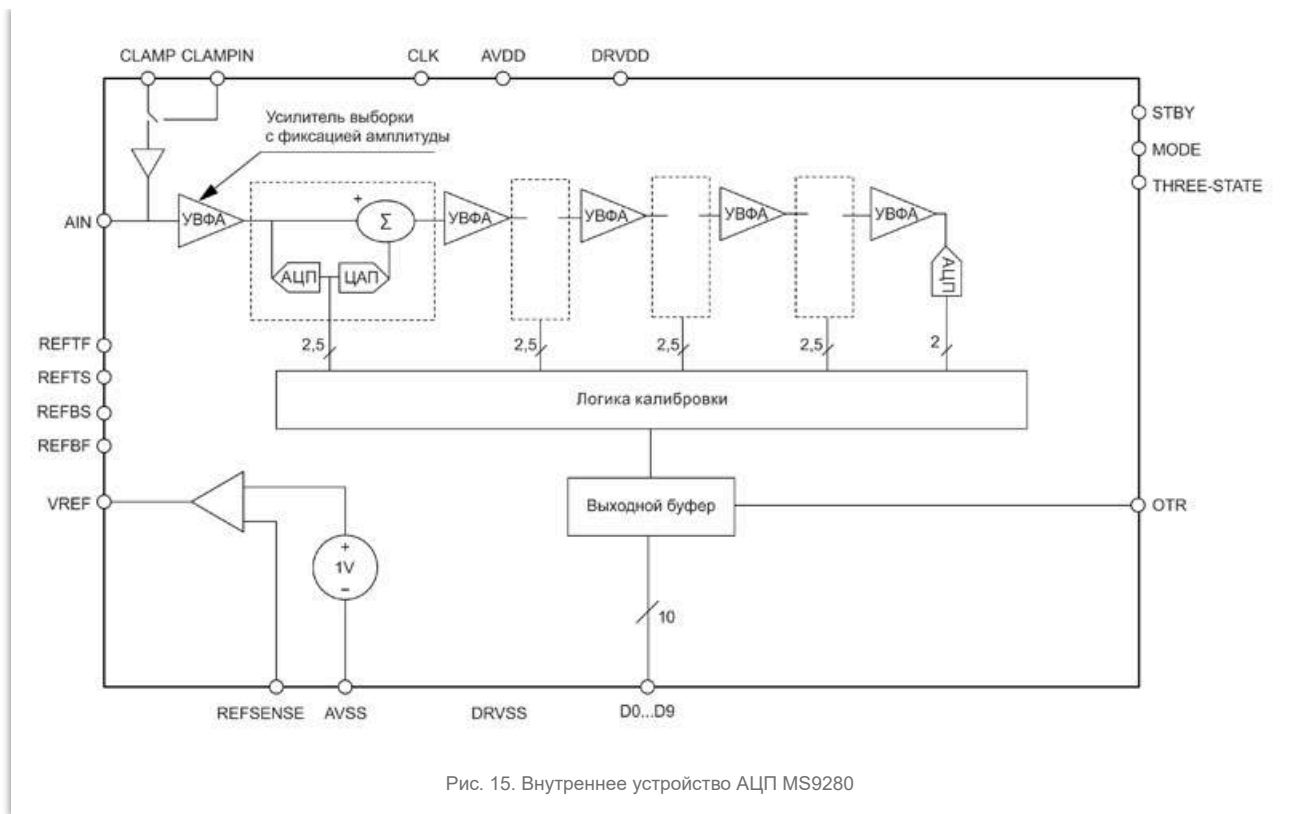 CLAMP CLAMPIN CLK AVDD DRVDD
Усилитель выборки
с фиксацией амплитуды
STBY
MODE
THREE-STATE
AIN
УВФА
+
Σ
УВФА
УВФА
УВФА
УВФА
АЦП
ЦАП
АЦП
2,5
2,5
2,5
2,5
2
REFTF
REFTS
REFBS
REFBF
Логика калибровки
VREF
Выходной буфер
OTR
+
1V
−
10
REFSENSE AVSS DRVSS D0...D9
Рис. 15. Внутреннее устройство АЦП MS9280